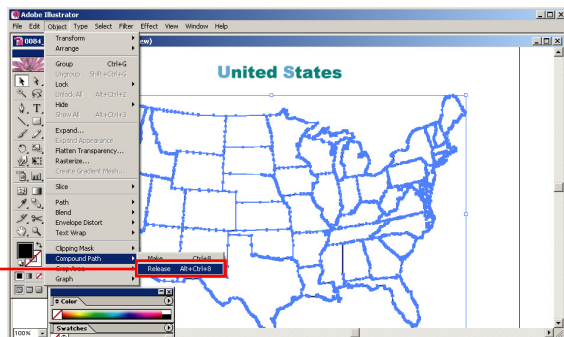 Adobe Illustrator
File Edit Object Type Select Filter Effect View Window Help
0084
ew)
Transform
Arrange
Group Ctrl+G
Ungroup Shift+Ctrl+G
Lock
Unlock All Alt+Ctrl+2
Hide
Show All Alt+Ctrl+3
Expand...
Expand Appearance
Flatten Transparency...
Rasterize...
Create Gradient Mesh...
Slice
Path
Blend
Envelope Distort
Text Wrap
Clipping Mask
Compound Path
Crop Area
Graph
Make Ctrl+8
Release Alt+Ctrl+8
United States
Color
Swatches
100%